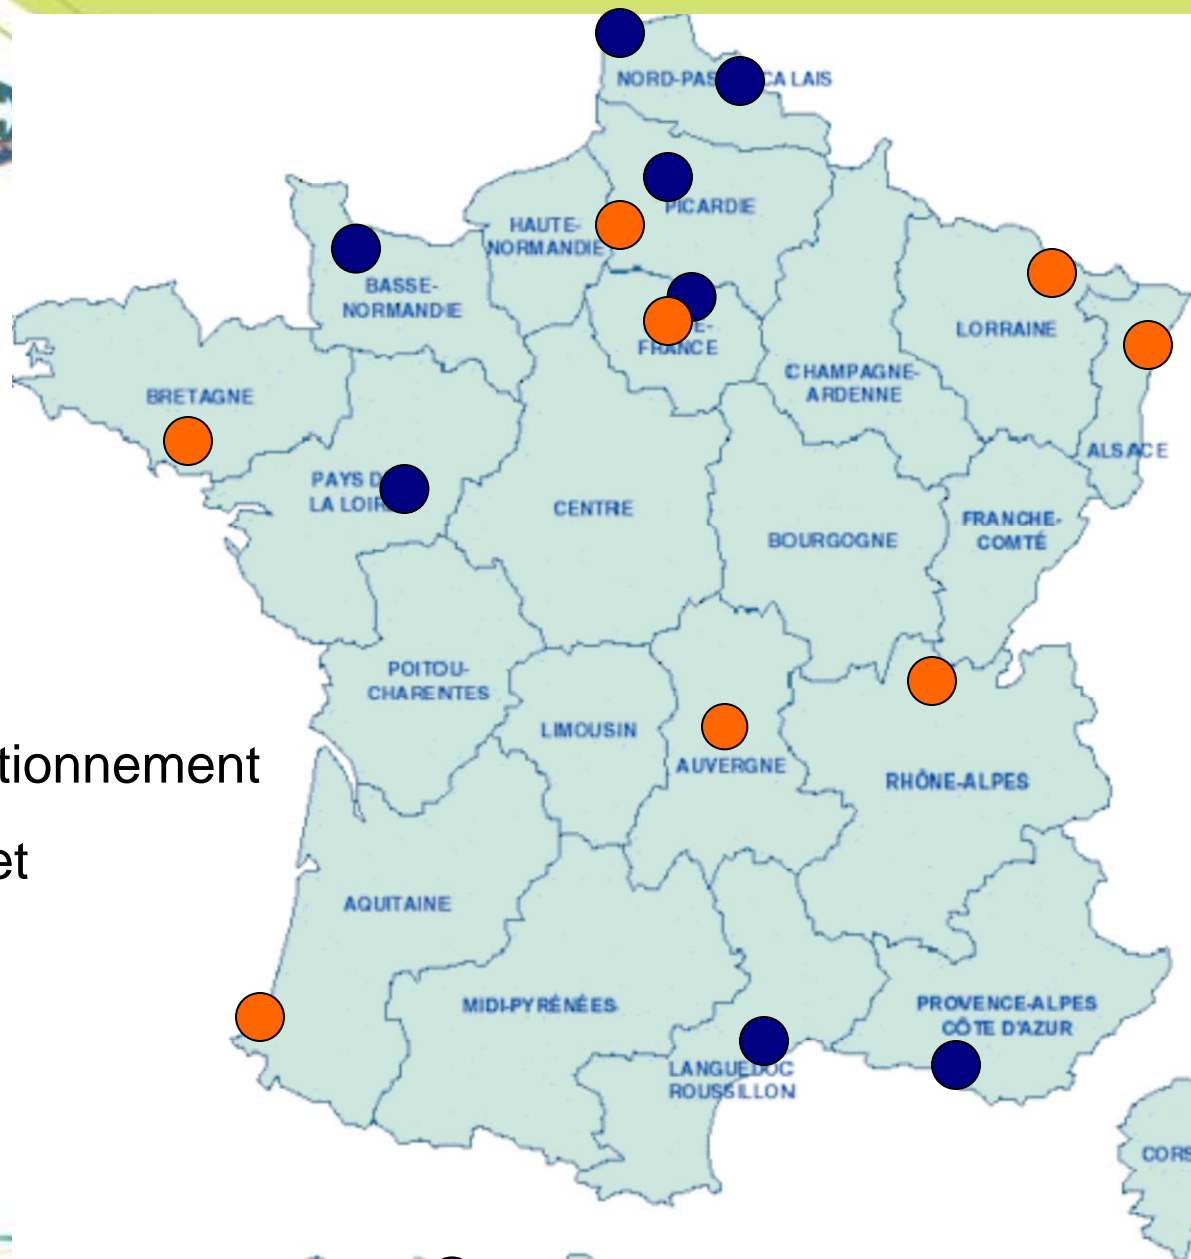 NORD-PAS CALAIS
PICARDIE
HAUTE-
NORMANDIE
BASSE-
NORMANDIE
E-
FRANCE
LORRAINE
CHAMPAGNE-
ARDENNE
BRETAGNE
ALSACE
PAYS D
LA LOIR
CENTRE
BOURGOGNE
FRANCHE-
COMTÉ
POITOU-
CHARENTES
LIMOUSIN
AUVERGNE
RHÔNE-ALPES
tionnement
et
AQUITAINE
MIDI-PYRÉNÉES
PROVENCE-ALPES
CÔTE D'AZUR
LANGUEDOC
ROUSSILLON
CORS